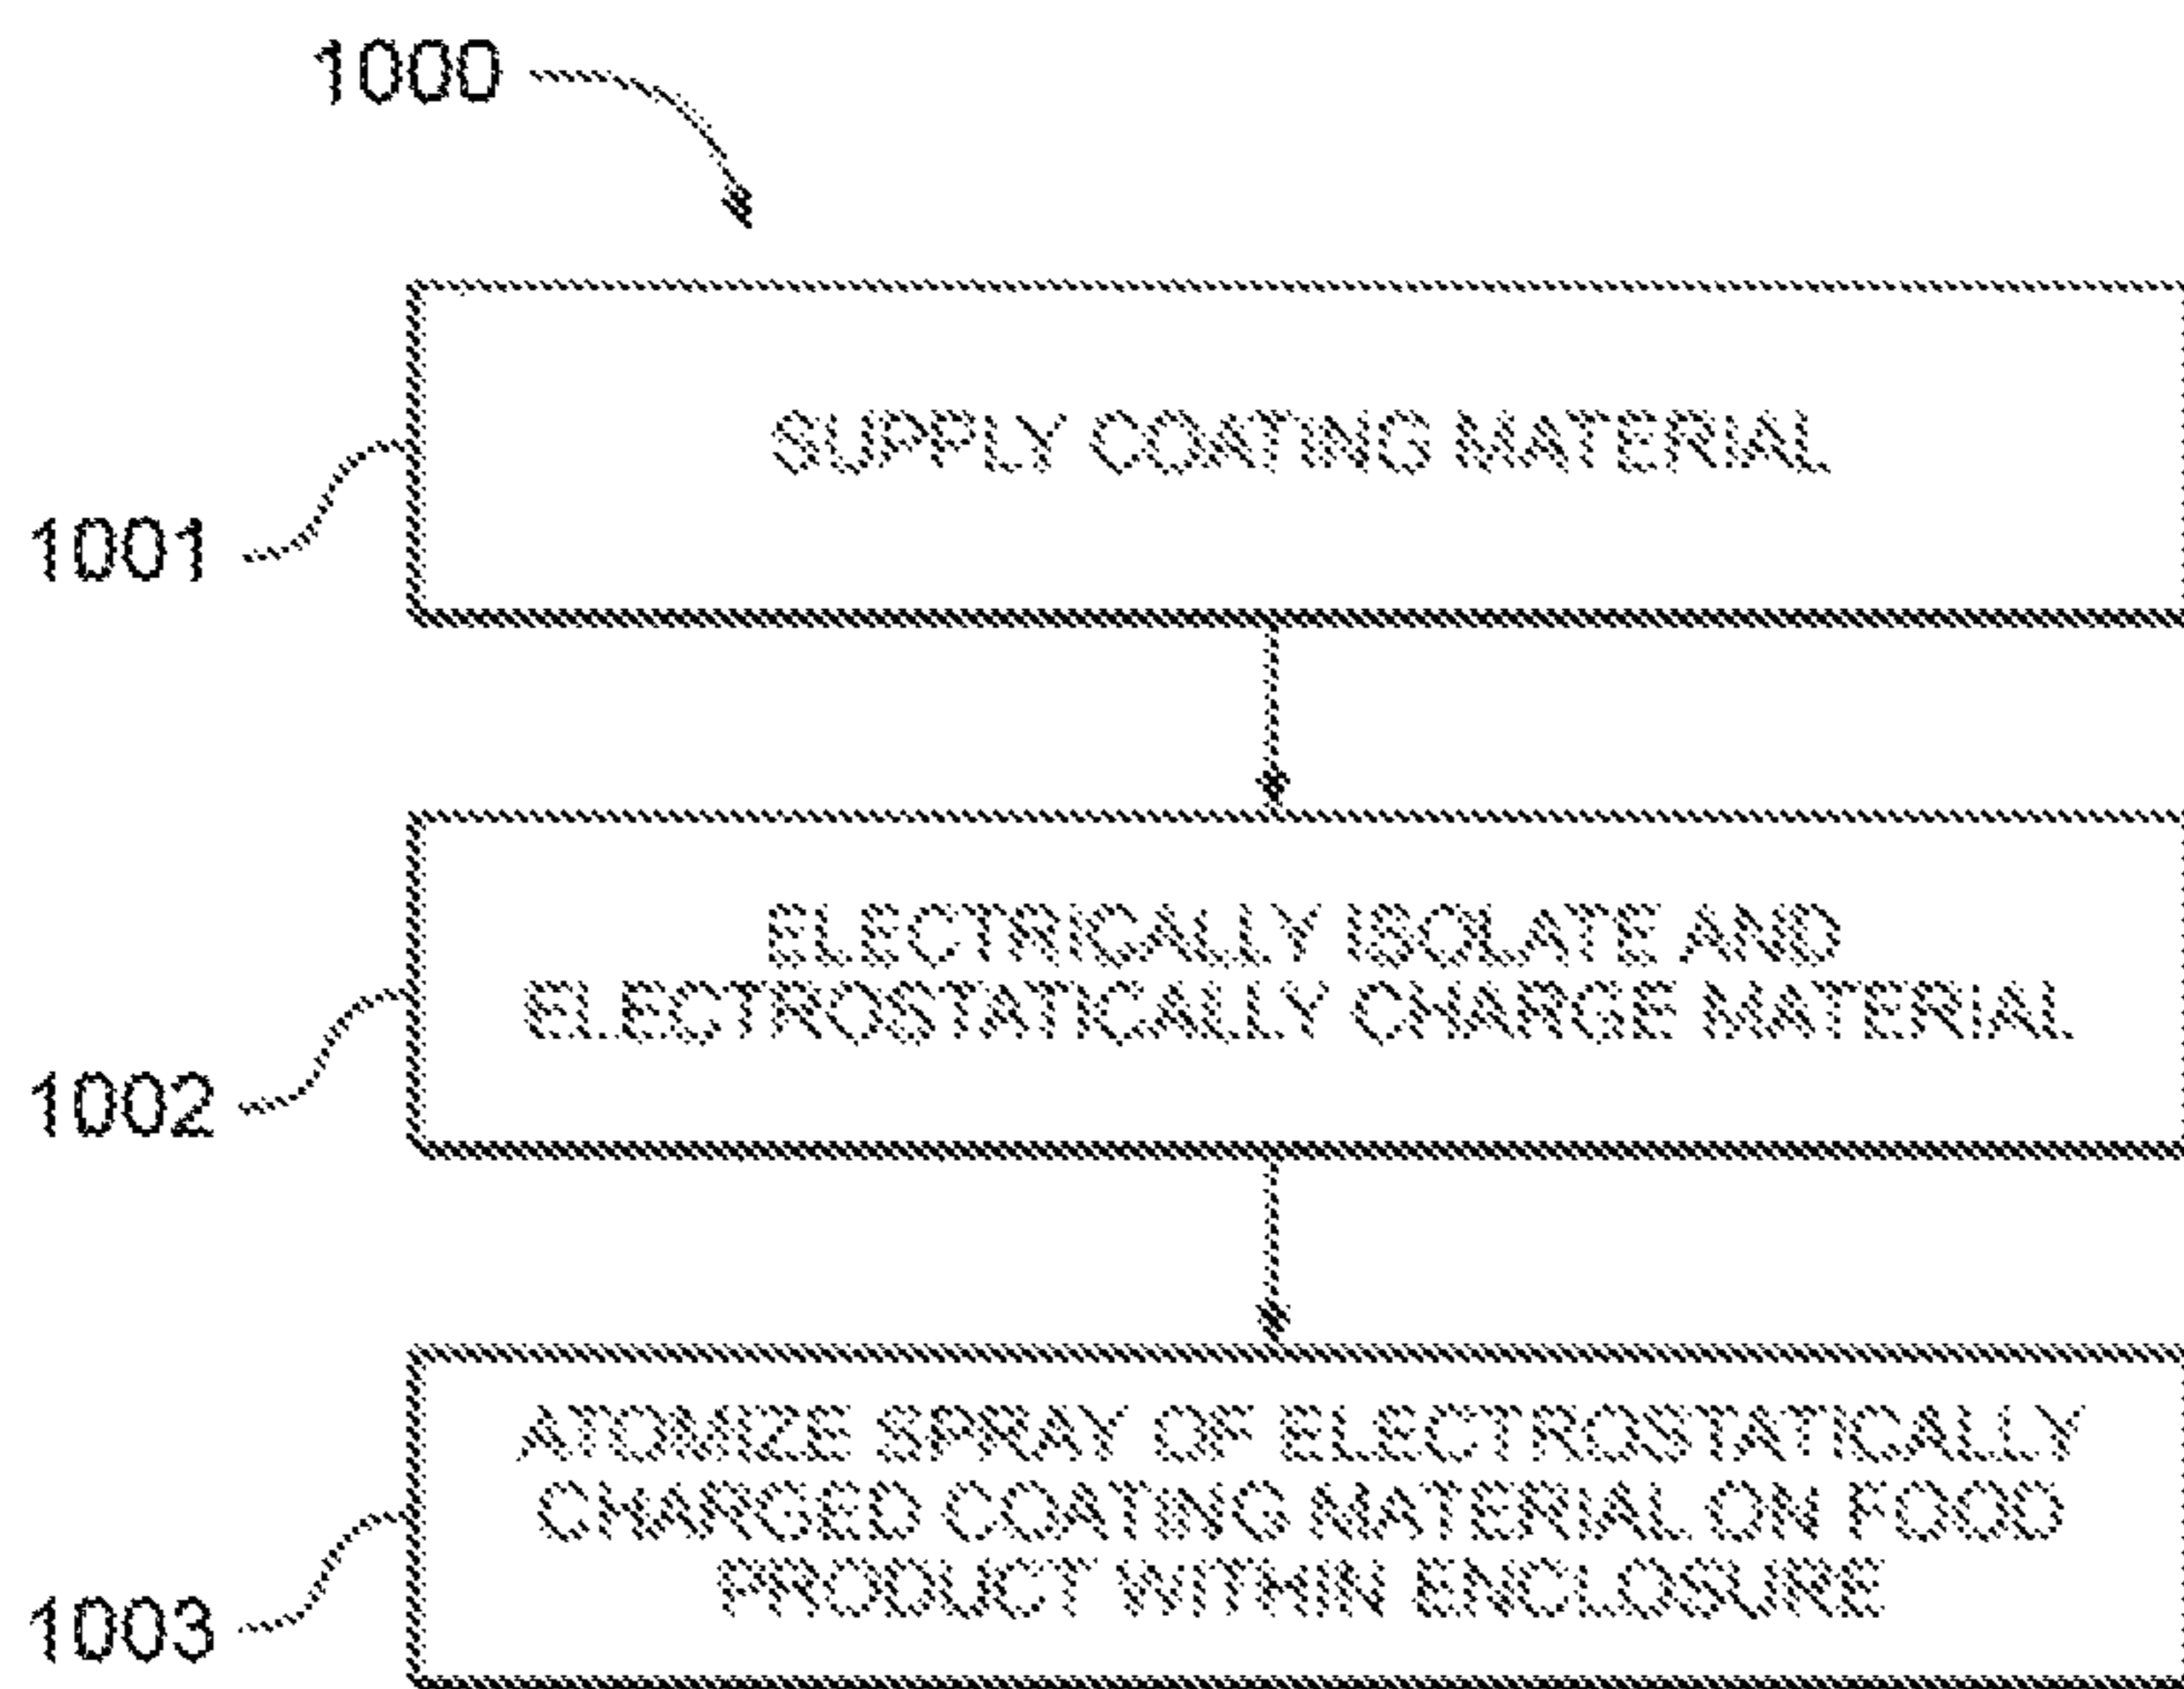 1000
SUPPLY COATING MATERIAL
1001
ELECTRICALLY ISOLATE AND
ELECTROSTATICALLY CHARGE MATERIAL
1002
ATOMIZE SPRAY OF ELECTROSTATICALLY
CHARGED COATING MATERIAL ON FOOD
PRODUCT WITHIN ENCLOSURE
1003